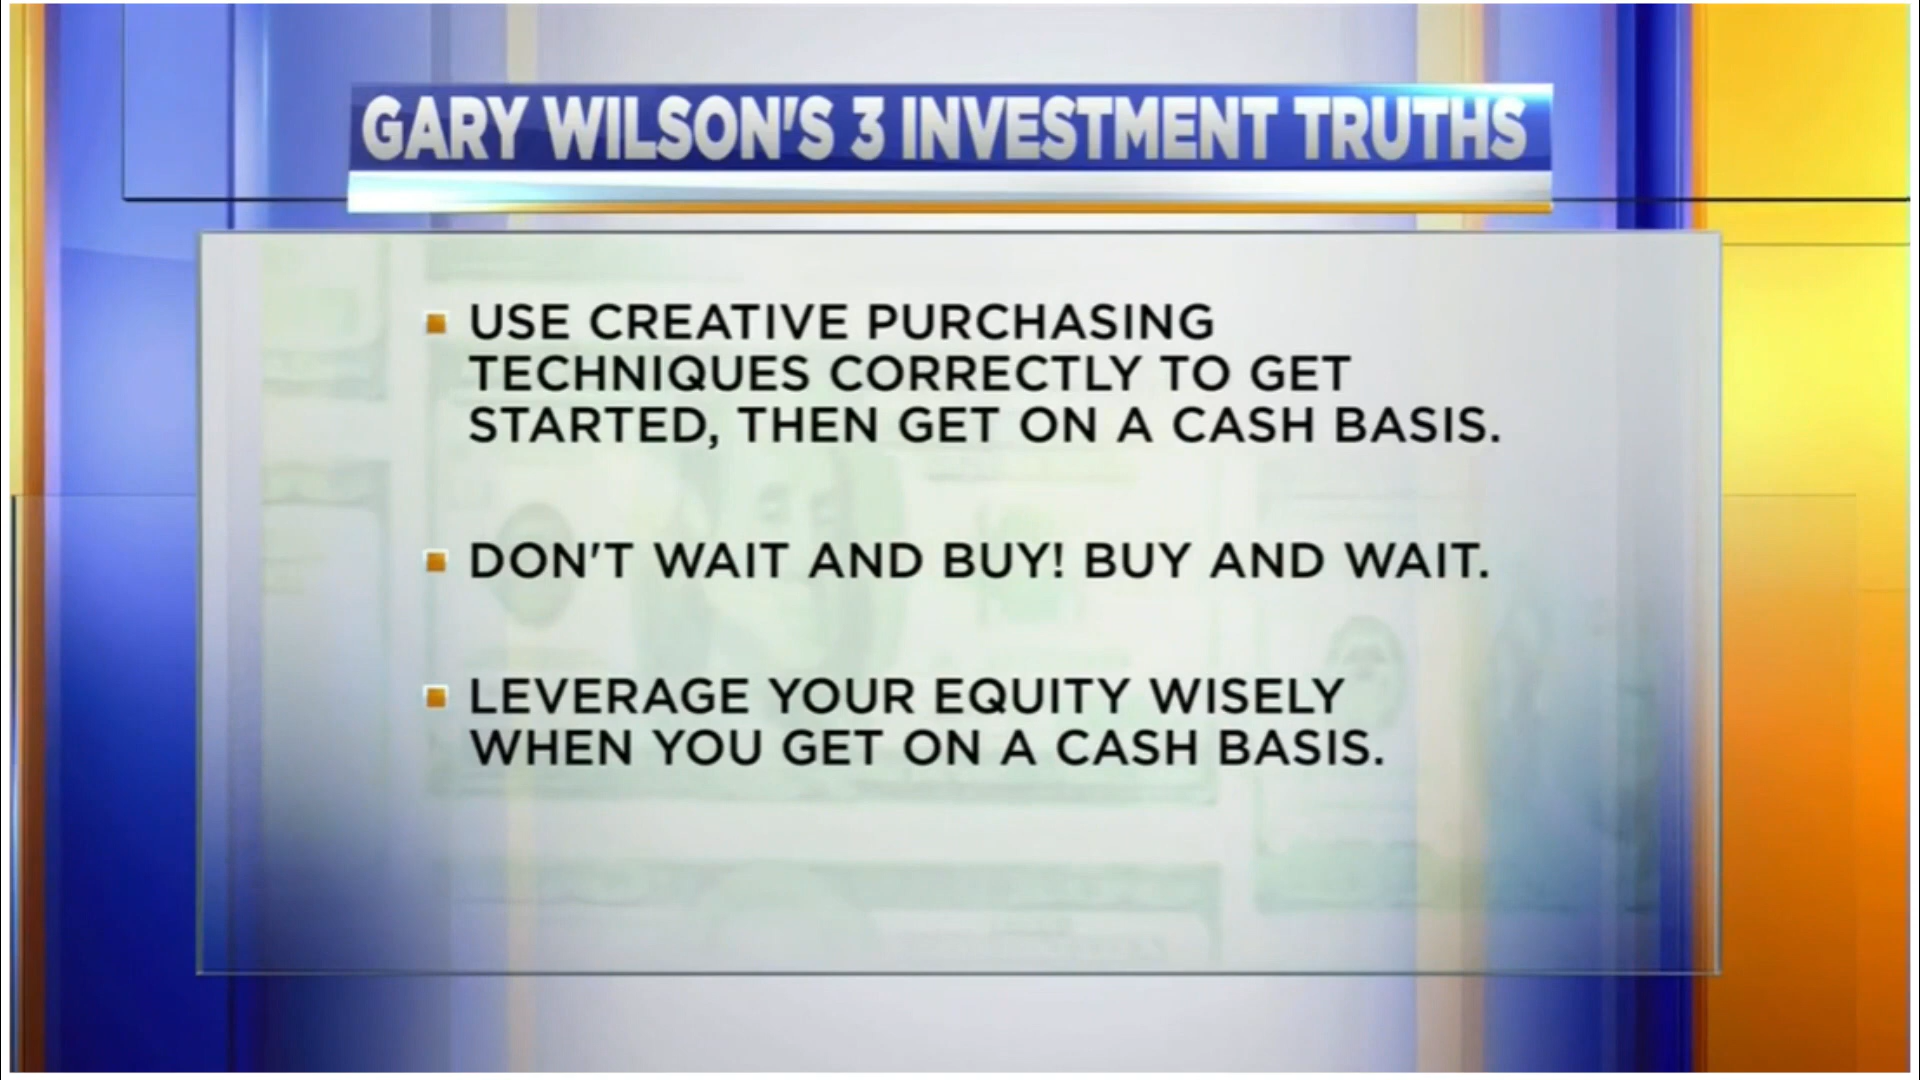 GARY WILSON'S 3 INVESTMENT TRUTHS
USE CREATIVE PURCHASING
TECHNIQUES CORRECTLY TO GET
STARTED, THEN GET ON A CASH BASIS.
DON'T WAIT AND BUY! BUY AND WAIT.
LEVERAGE YOUR EQUITY WISELY
WHEN YOU GET ON A CASH BASIS.